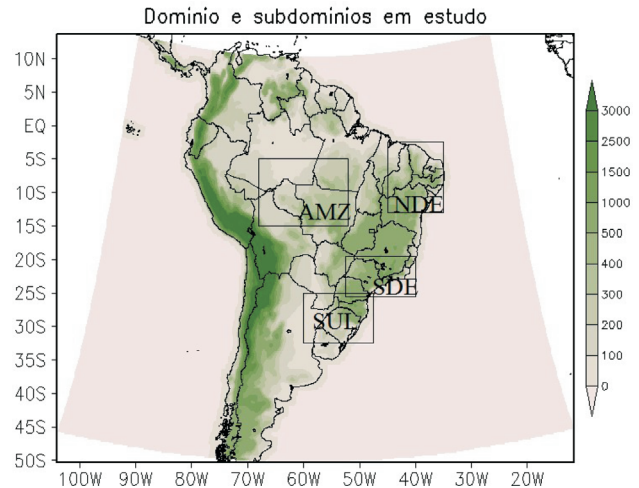 Dominio e subdominios em estudo
10N
5N
EQ
5S
10S
15S
20S
25S
30S
35S
40S
45S
50S
100W 90W 80W 70W 60W 50W 40W 30W 20W
AMZ
NDE
SDE
SUL
3000
2500
1500
500
400
300
200
100
0